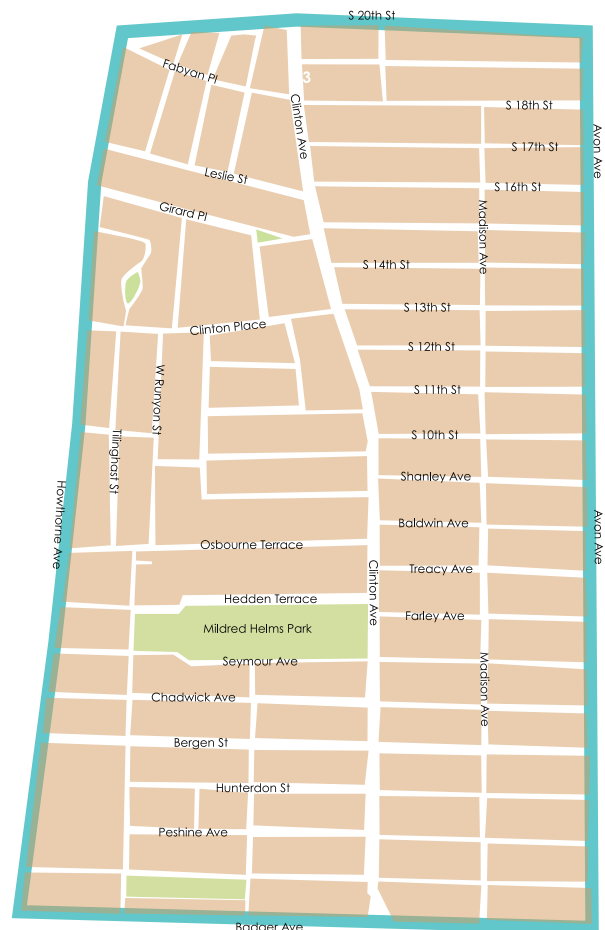 S 20th St
Fabyan Pl
3
Clinton Ave
S 18th St
Avon Ave
S 17th St
Leslie St
S 16th St
Girard Pl
Madison Ave
S 14th St
S 13th St
Clinton Place
S 12th St
W Runyon St
S 11th St
Tilinghast St
S 10th St
Shanley Ave
Howthorne Ave
Baldwin Ave
Avon Ave
Osbourne Terrace
Clinton Ave
Treacy Ave
Hedden Terrace
Farley Ave
Mildred Helms Park
Seymour Ave
Madison Ave
Chadwick Ave
Bergen St
Hunterdon St
Peshine Ave
Badger Ave